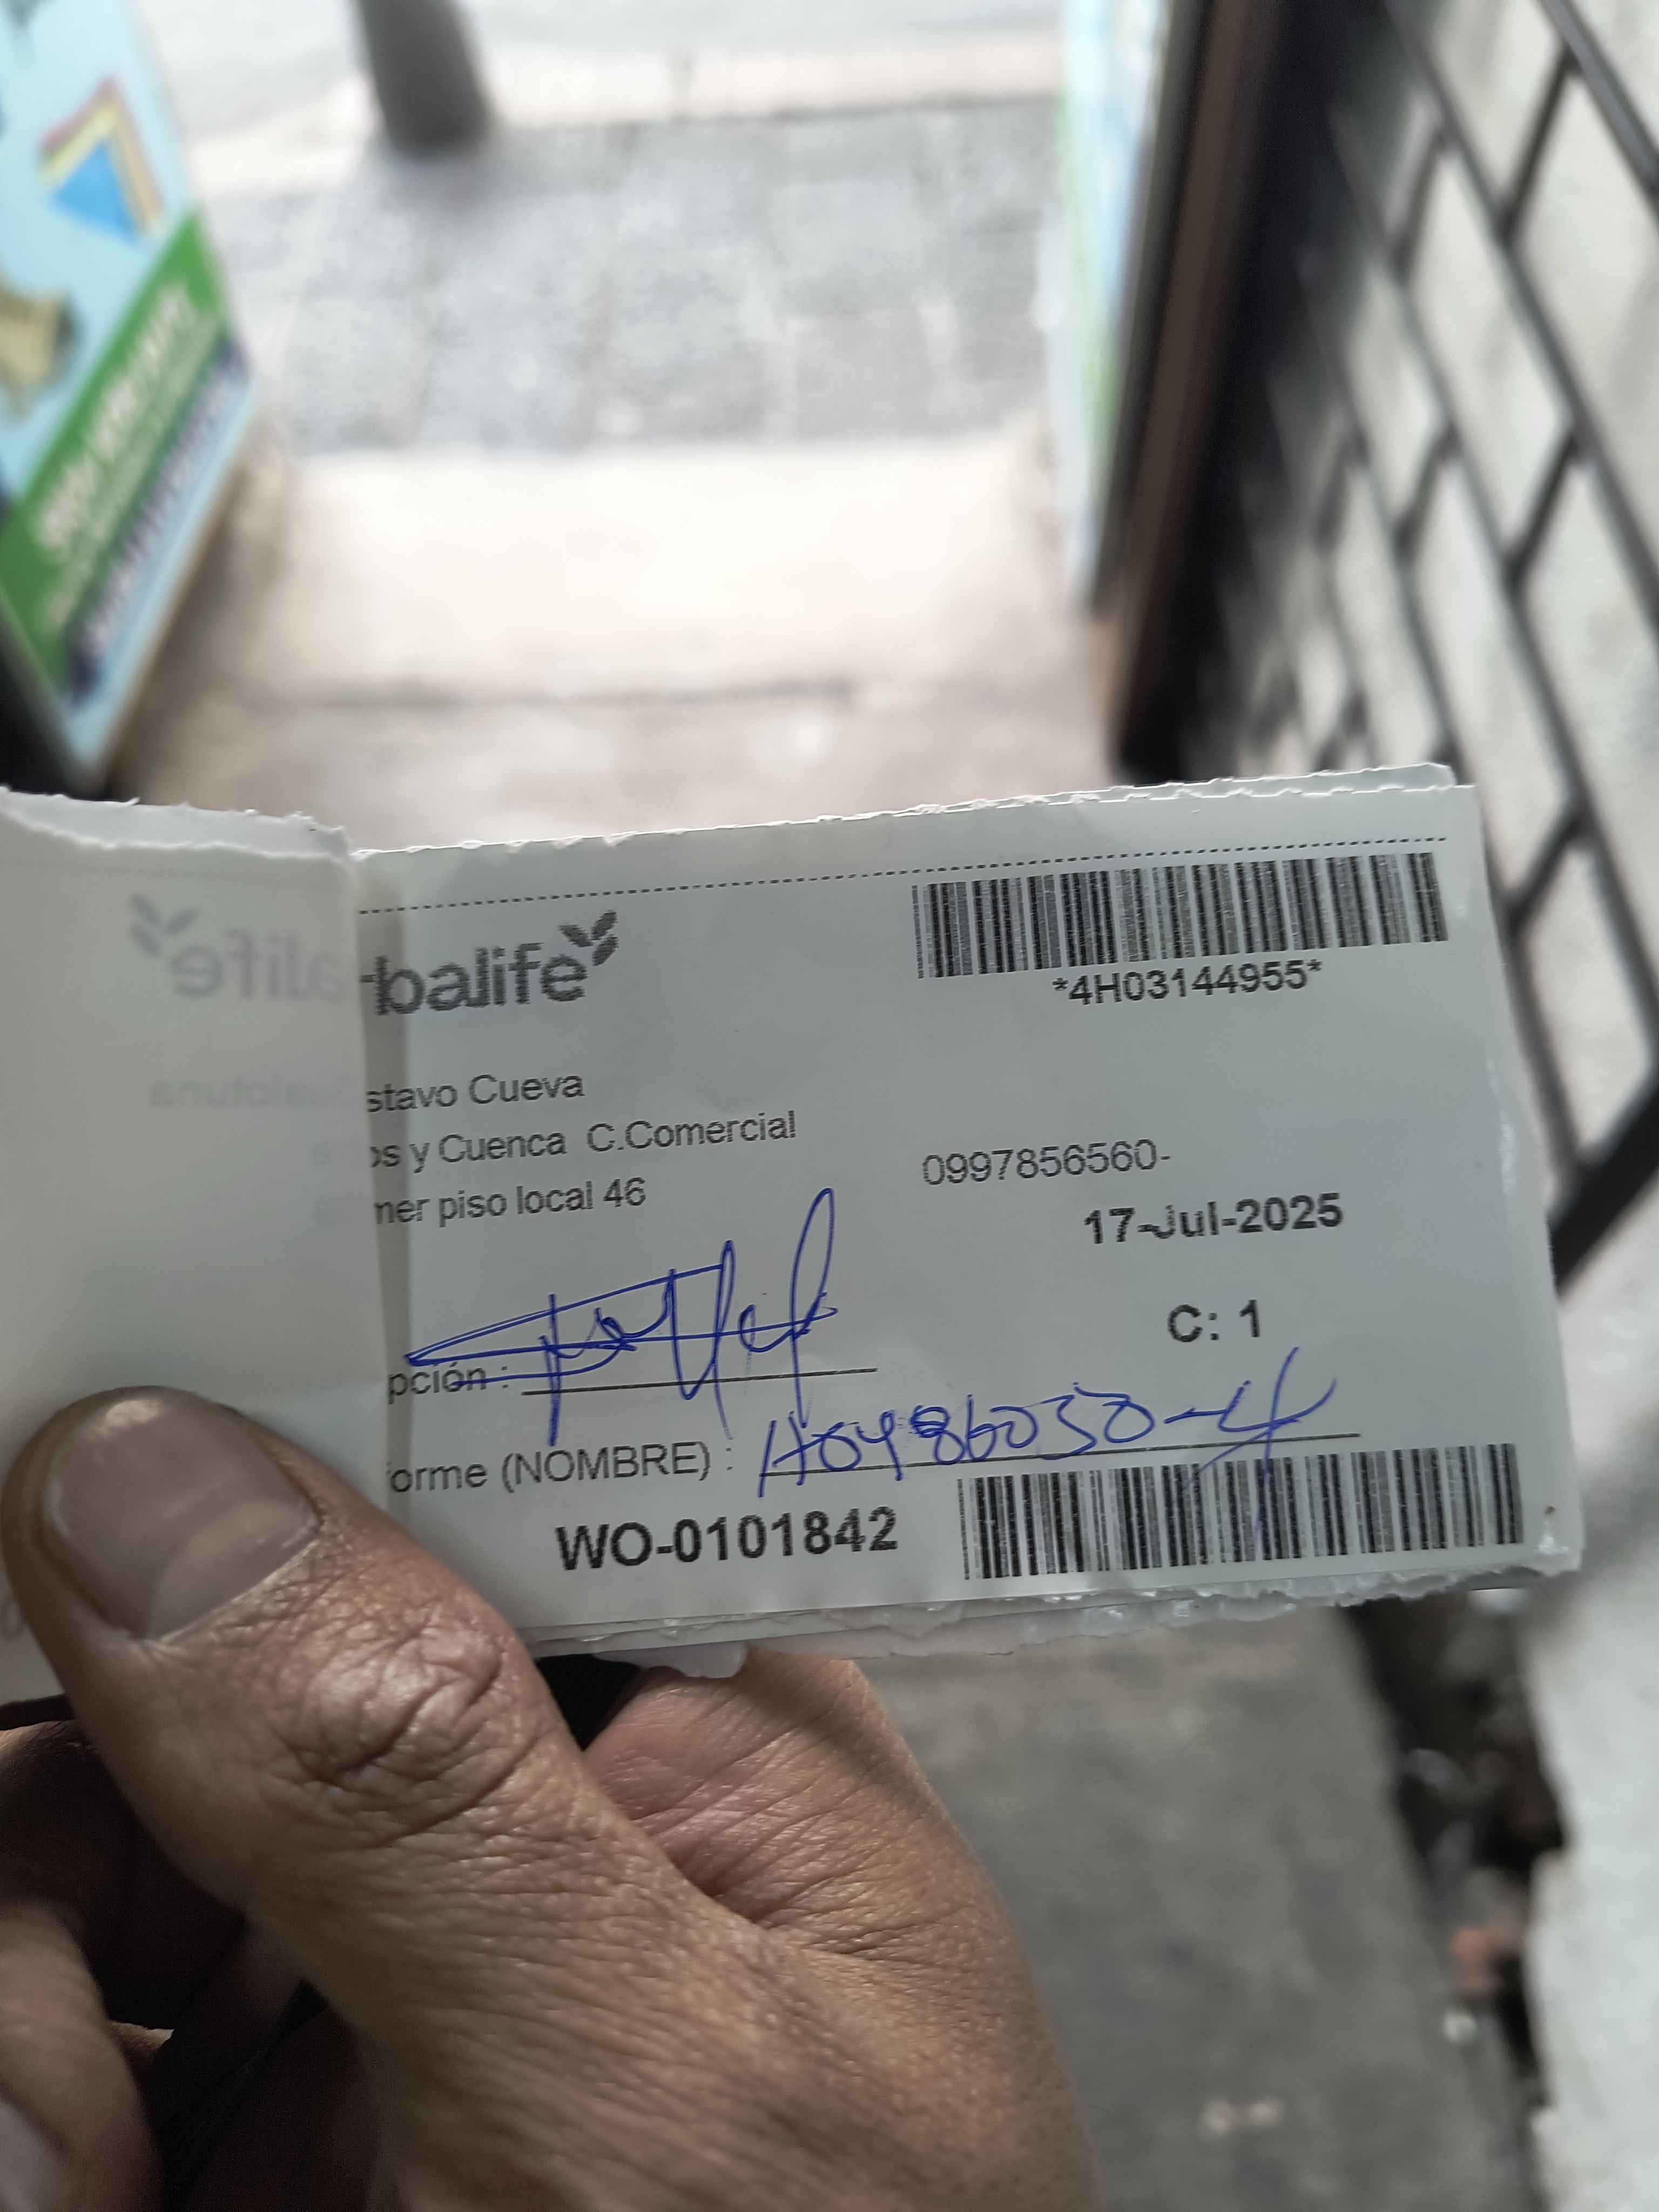 balife
*4H03144955*
stavo Cueva
os y Cuenca C.Comercial
0997856560-
mer piso local 46
17-Jul-2025
C: 1
pción :
orme (NOMBRE) :
WO-0101842